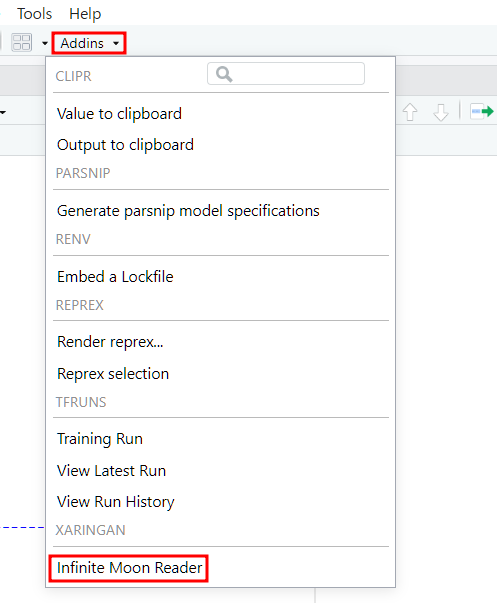 Tools Help
Addins
CLIPR
Value to clipboard
Output to clipboard
PARSNIP
Generate parsnip model specifications
RENV
Embed a Lockfile
REPREX
Render reprex...
Reprex selection
TFRUNS
Training Run
View Latest Run
View Run History
XARINGAN
Infinite Moon Reader